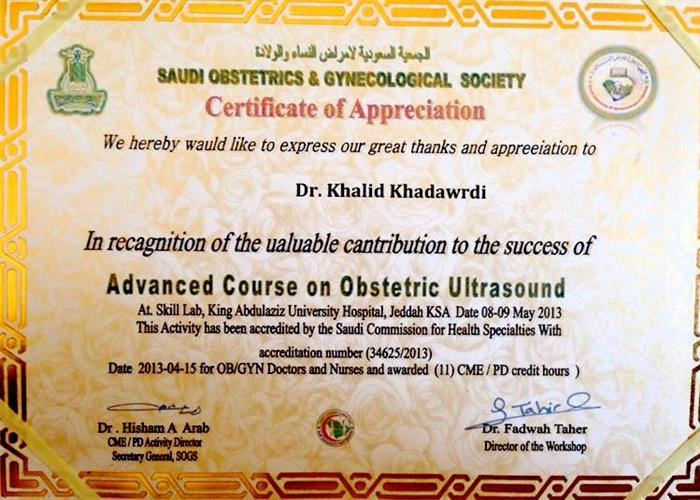 الجمعية السعودية لامراض النساء والولادة
SAUDI OBSTETRICS & GYNECOLOGICAL SOCIETY
Certificate of Appreciation
We hereby wauld like to express our great thanks and appreeiation to
Dr. Khalid Khadawrdi
In recagnition of the ualuable cantribution to the success of
Advanced Course on Obstetric Ultrasound
At. Skill Lab, King Abdulaziz University Hospital, Jeddah KSA Date 08-09 May 2013
This Activity has been accredited by the Saudi Commission for Health Specialties With
accreditation number (34625/2013)
Date 2013-04-15 for OB/GYN Doctors and Nurses and awarded (11) CME / PD credit hours )
Dr . Hisham A Arab
CME / PD Activity Director
Secretary General, SOGS
Dr. Fadwah Taher
Director of the Workshop